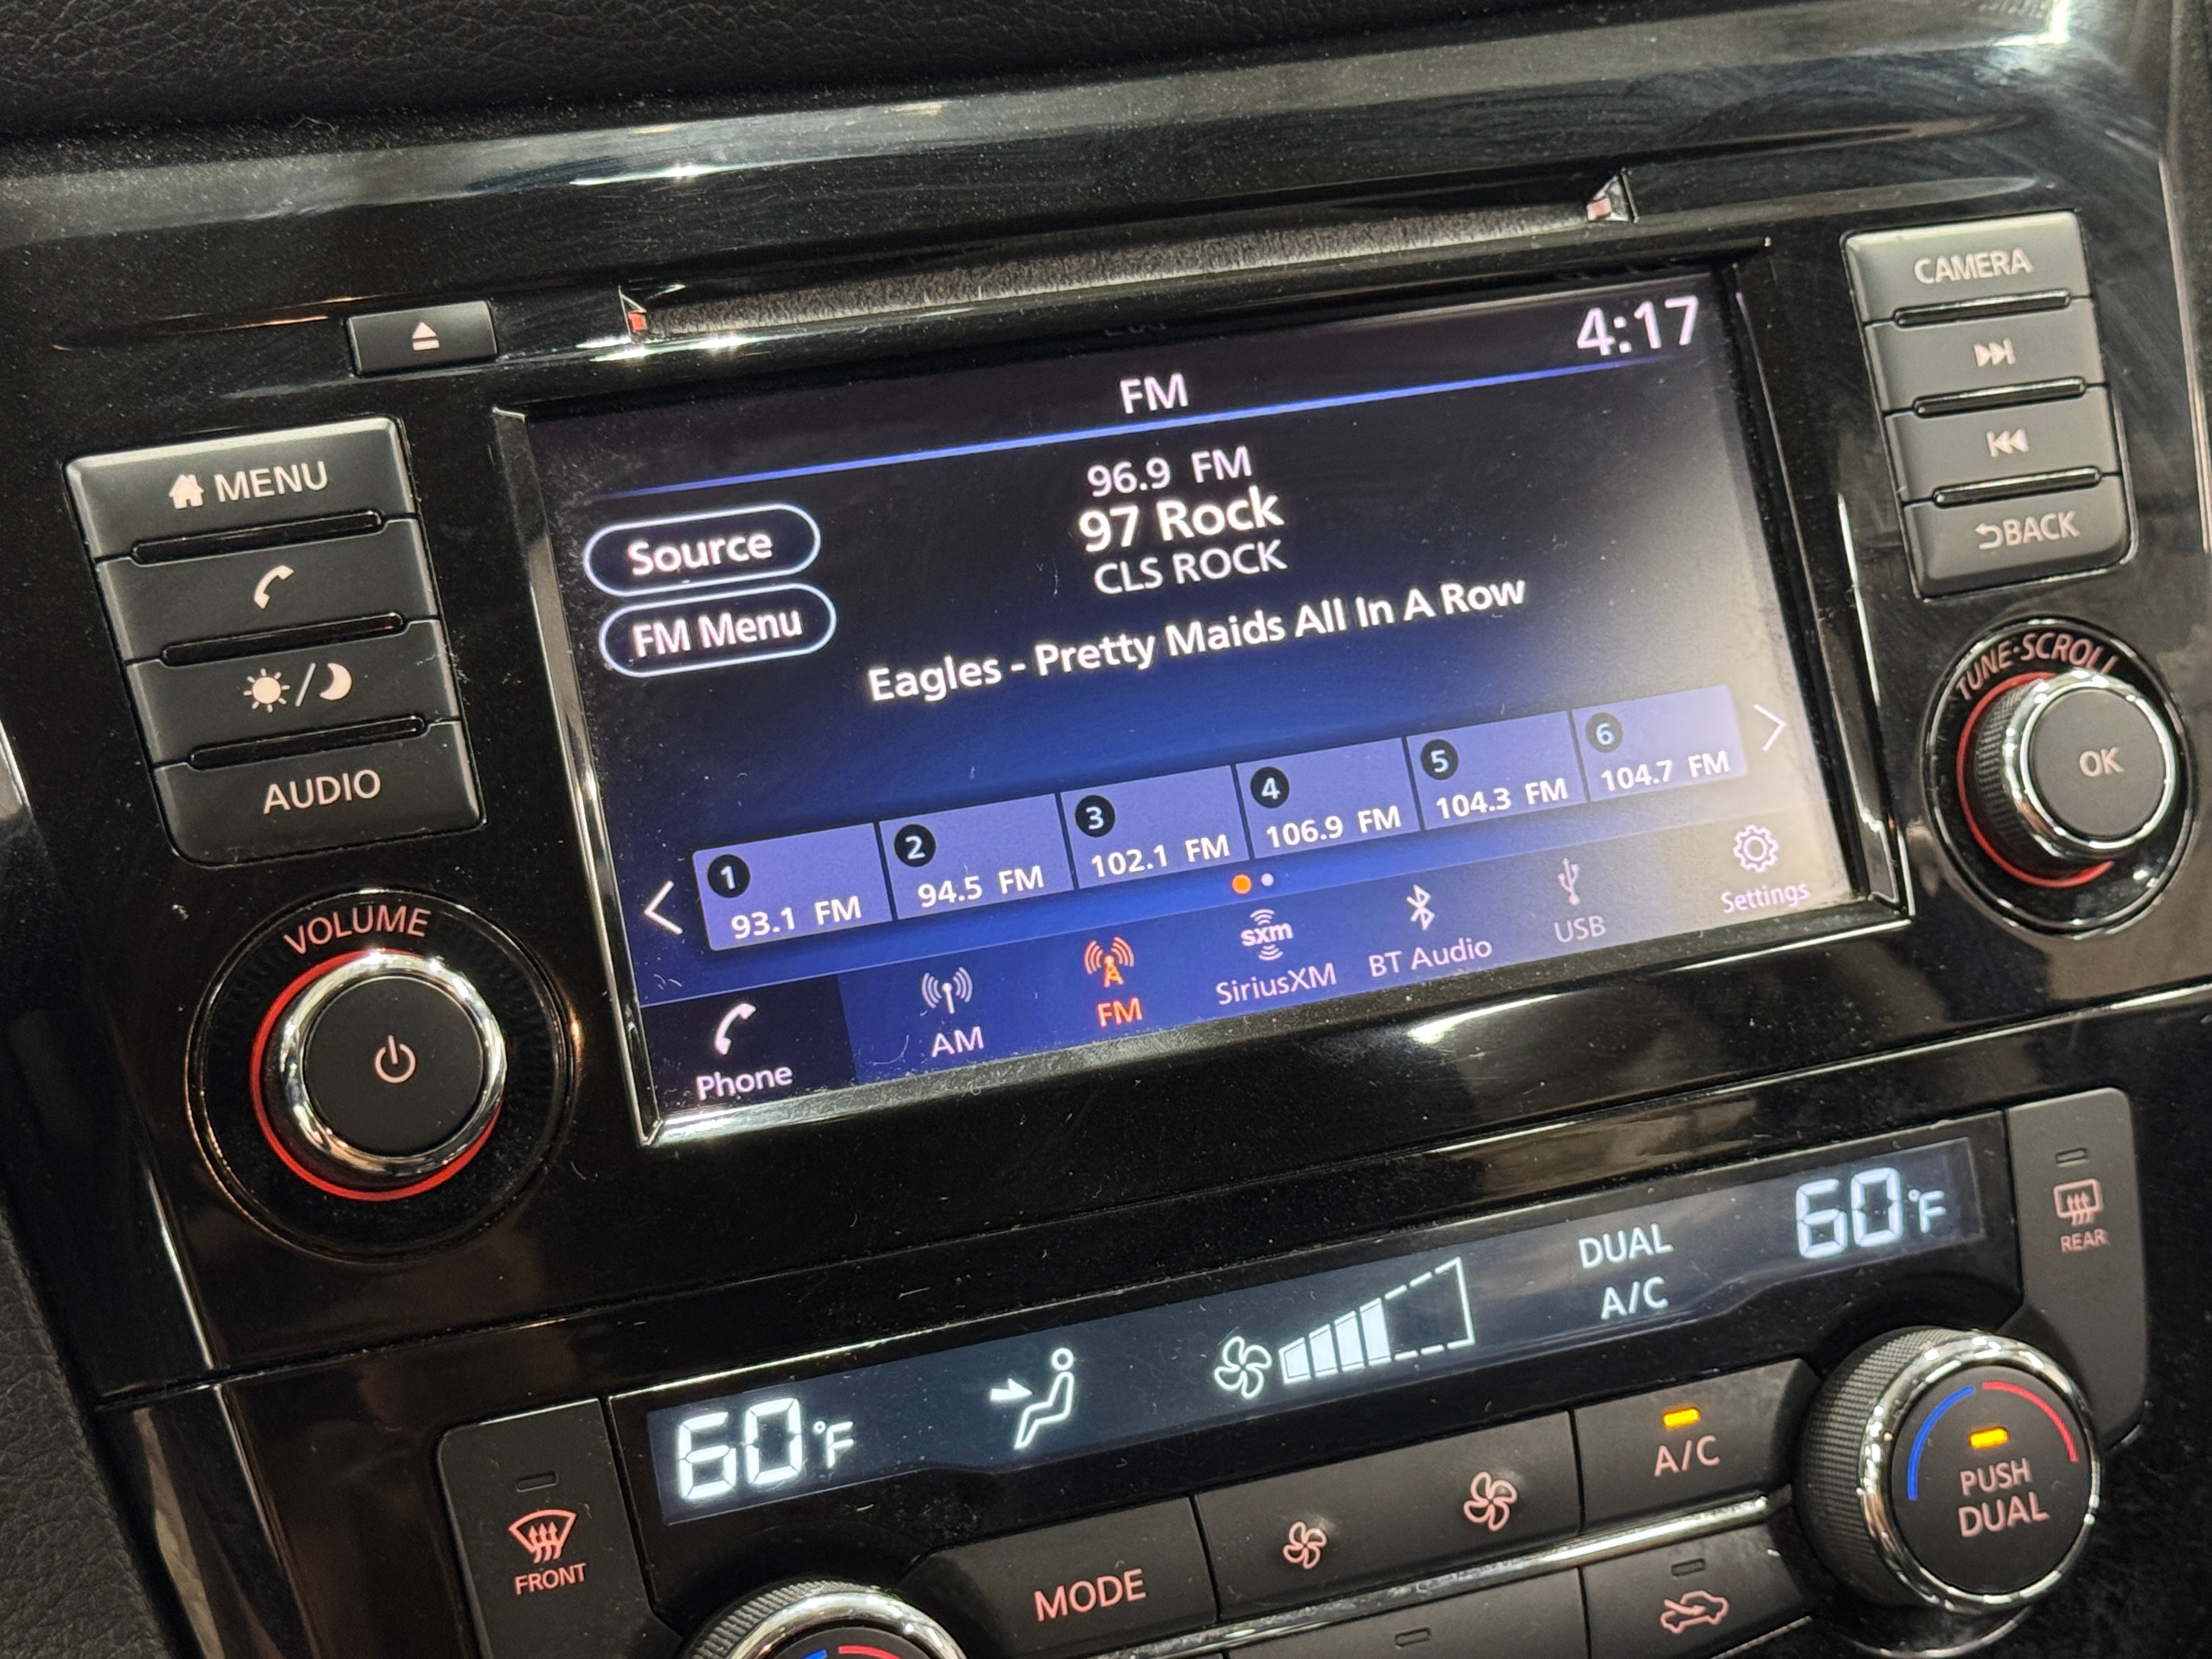 CAMERA
BACK
MENU
AUDIO
VOLUME
TUNE·SCROLL
OK
4:17
FM
96.9 FM
97 Rock
CLS ROCK
Eagles - Pretty Maids All In A Row
Source
FM Menu
1 93.1 FM
2 94.5 FM
3 102.1 FM
4 106.9 FM
5 104.3 FM
6 104.7 FM
Phone
AM
FM
sxm
SiriusXM
BT Audio
USB
Settings
60°F
DUAL
A/C
60°F
REAR
FRONT
MODE
A/C
PUSH
DUAL